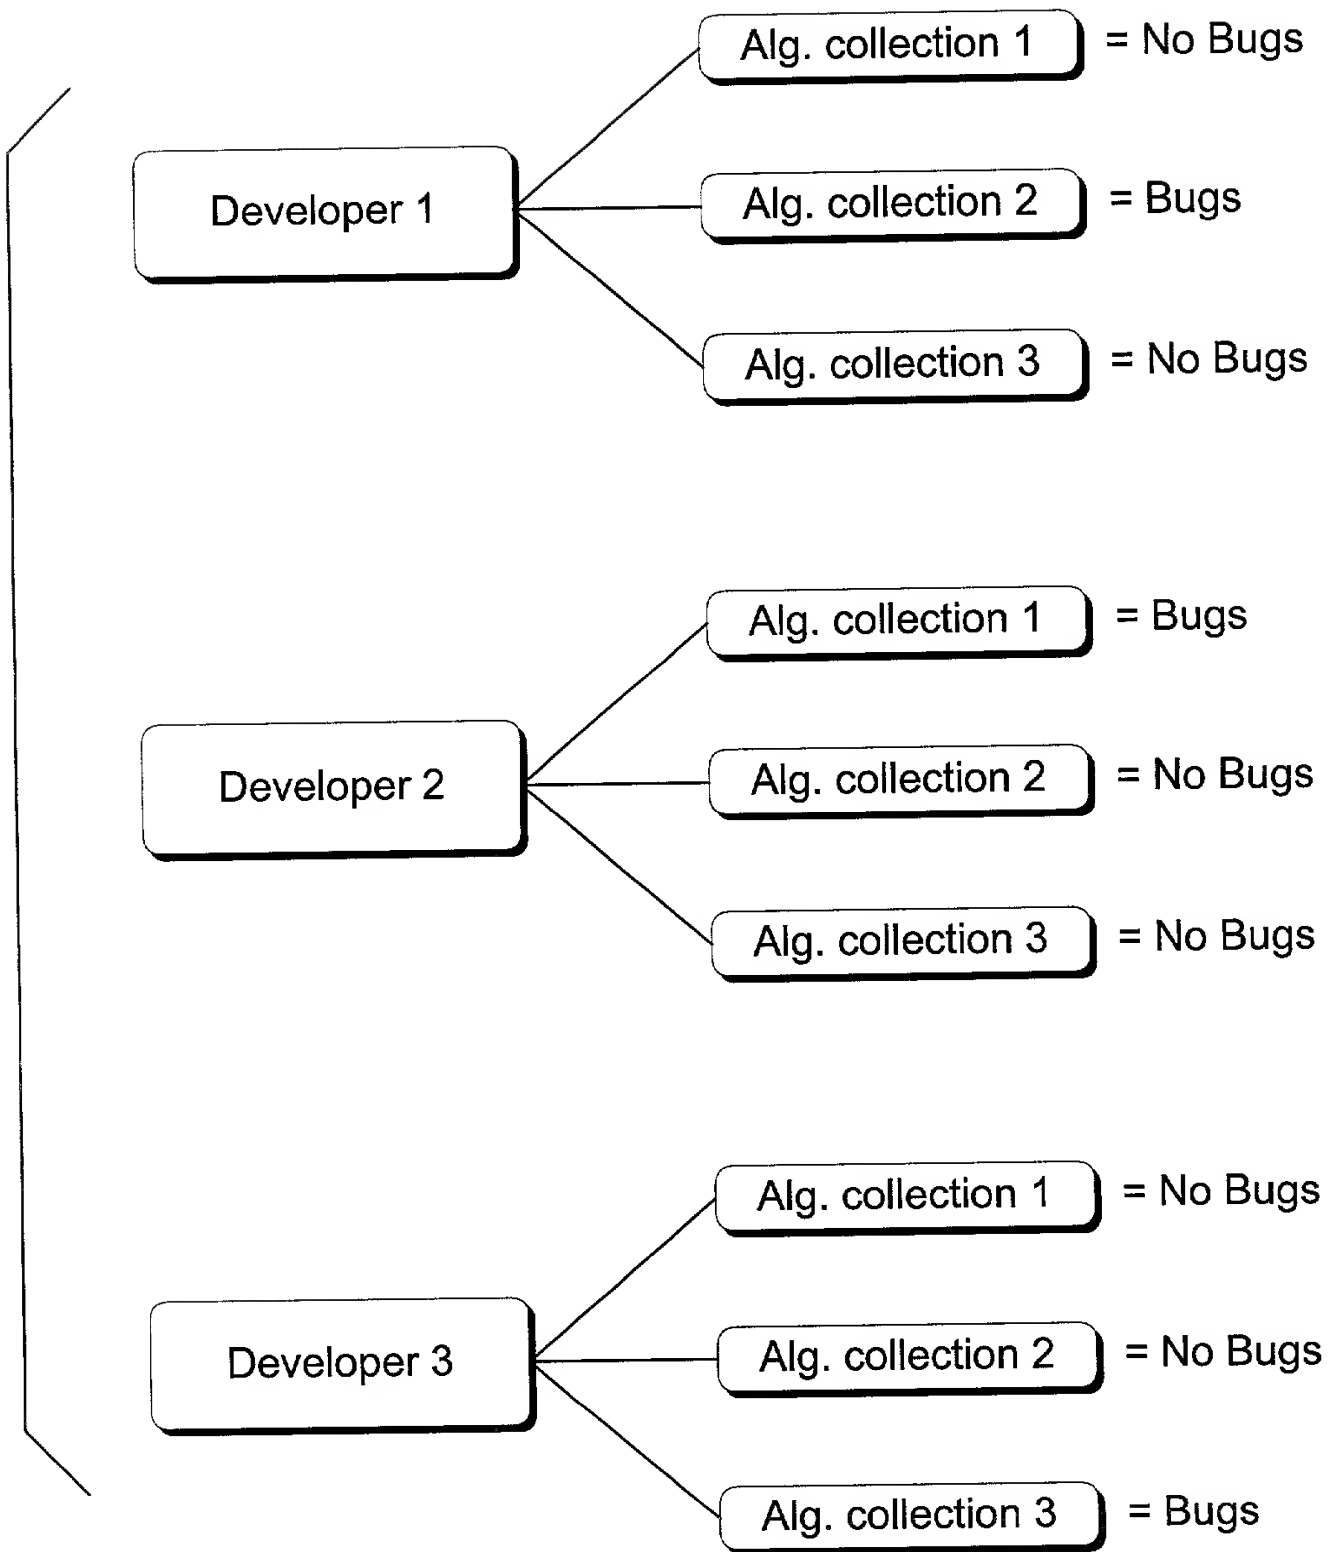 Alg. collection 1 = No Bugs
Developer 1
Alg. collection 2 = Bugs
Alg. collection 3 = No Bugs
Alg. collection 1 = Bugs
Developer 2
Alg. collection 2 = No Bugs
Alg. collection 3 = No Bugs
Alg. collection 1 = No Bugs
Developer 3
Alg. collection 2 = No Bugs
Alg. collection 3 = Bugs